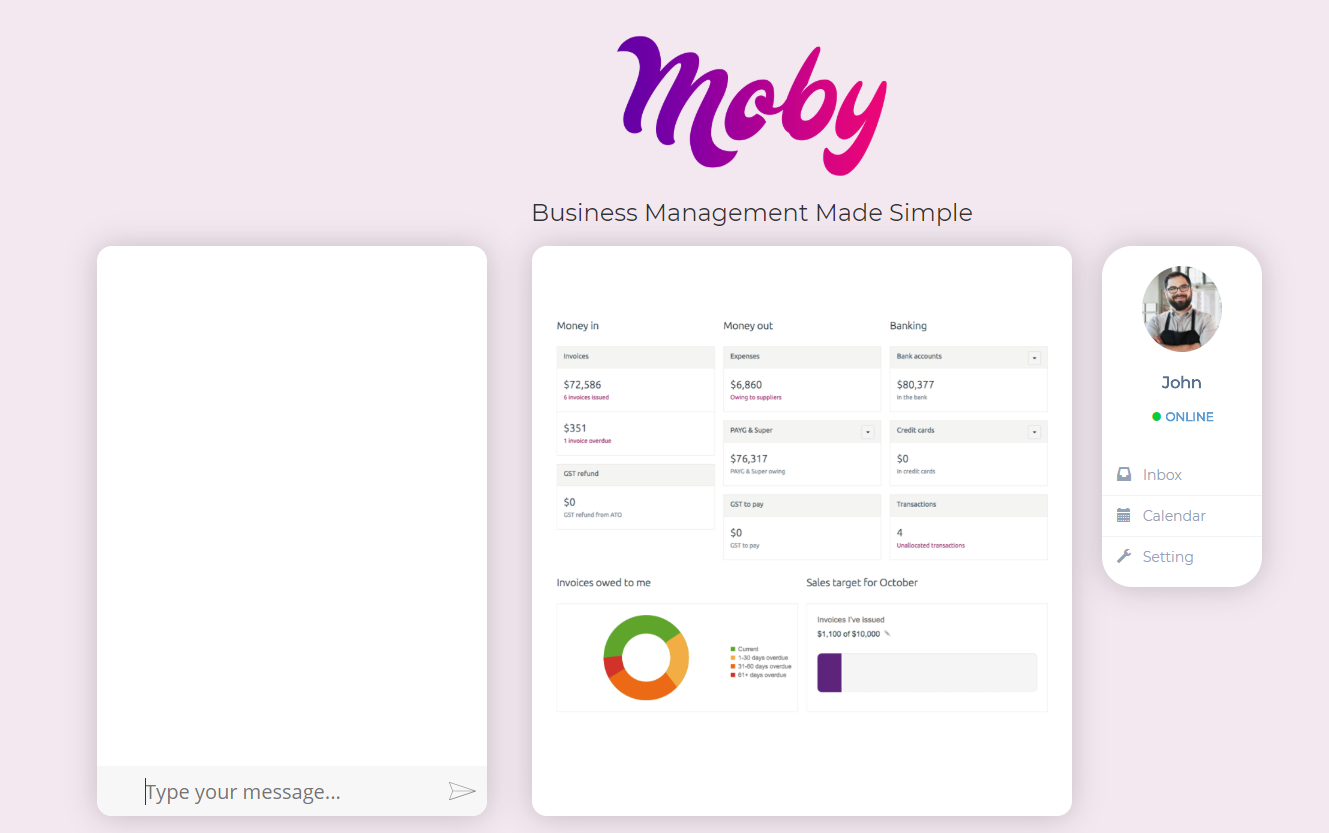 Moby
Business Management Made Simple
Type your message...
Money in
Invoices
$72,586
6 invoices issued
$351
1 invoice overdue
GST refund
$0
GST refund from ATO
Money out
Expenses
$6,860
Owing to suppliers
PAYG & Super
$76,317
PAYG & Super owing
GST to pay
$0
GST to pay
Banking
Bank accounts
$80,377
In the bank
Credit cards
$0
In credit cards
Transactions
4
Unallocated transactions
Invoices owed to me
Current
1-30 days overdue
31-60 days overdue
61+ days overdue
Sales target for October
Invoices I've Issued
$1,100 of $10,000
John
ONLINE
Inbox
Calendar
Setting